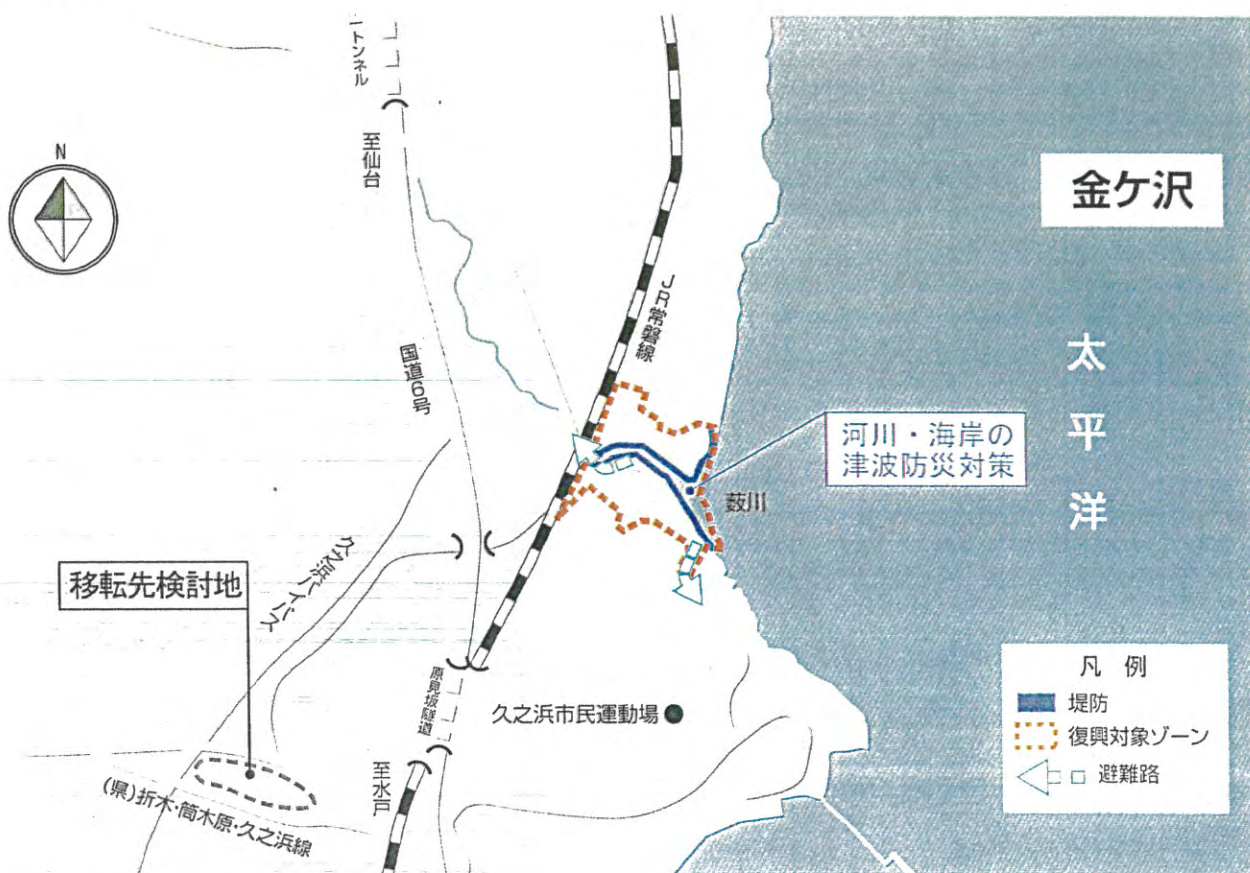 ートンネル
至仙台
N
金ケ沢
太平洋
JR常磐線
国道6号
河川・海岸の
津波防災対策
薮川
久之浜バイパス
移転先検討地
原見坂隧道
久之浜市民運動場
至水戸
(県)折木・筒木原・久之浜線
凡 例
堤防
復興対象ゾーン
避難路